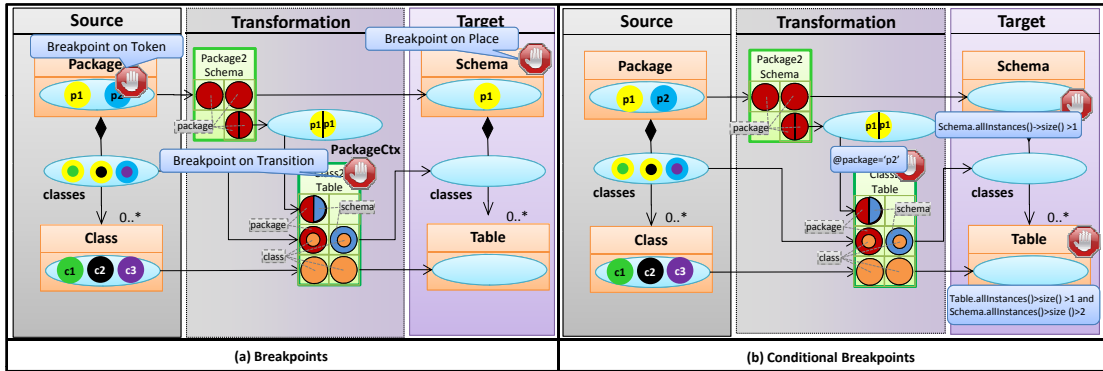 Source
Transformation
Target
Breakpoint on Token
Breakpoint on Place
Package
Package2
Schema
Schema
p1
p2
p1
package
p1
p1
PackageCtx
Breakpoint on Transition
classes
classes
Table
schema
package
class
0..*
0..*
Class
Table
c1
c2
c3
(a) Breakpoints
Source
Transformation
Target
Package
Package2
Schema
Schema
p1
p2
package
p1
p1
Schema.allInstances()->size() >1
@package='p2'
Class2
Table
classes
classes
schema
package
class
0..*
0..*
Class
Table
c1
c2
c3
Table.allInstances()>size() >1 and
Schema.allInstances()>size ()>2
(b) Conditional Breakpoints